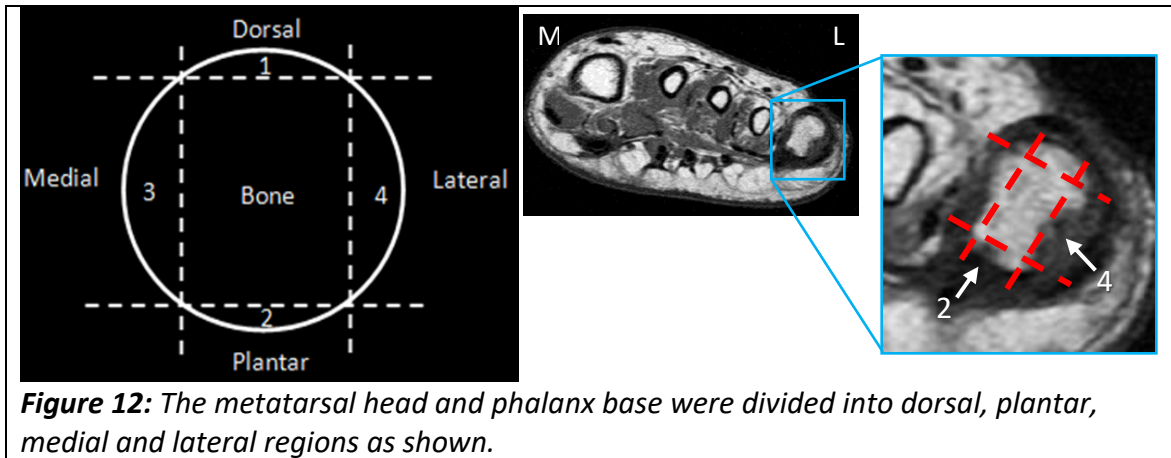 Dorsal
1
Medial
3
Bone
4
Lateral
2
Plantar
M
L
2
4
Figure 12: The metatarsal head and phalanx base were divided into dorsal, plantar,
medial and lateral regions as shown.